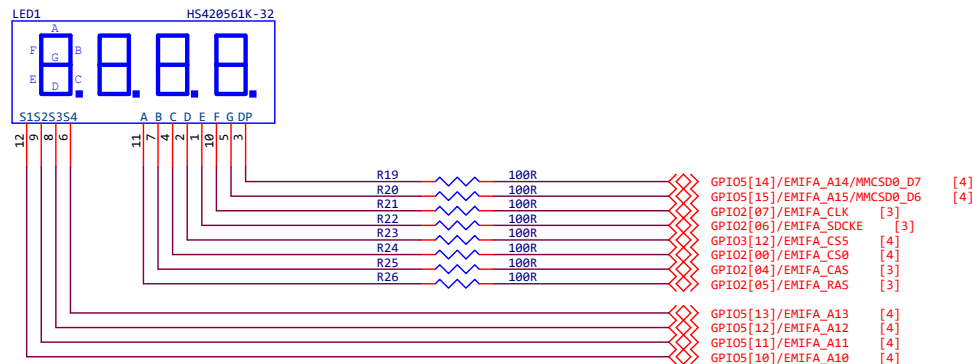 LED1 HS420561K-32
A
F B
G
E C
D
S1 S2 S3 S4 A B C D E F G DP
12 9 8 6 11 7 4 2 1 10 5 3
R19 100R GPIO5[14]/EMIFA_A14/MMCSD0_D7 [4]
R20 100R GPIO5[15]/EMIFA_A15/MMCSD0_D6 [4]
R21 100R GPIO2[07]/EMIFA_CLK [3]
R22 100R GPIO2[06]/EMIFA_SDCKE [3]
R23 100R GPIO3[12]/EMIFA_CS5 [4]
R24 100R GPIO2[00]/EMIFA_CS0 [4]
R25 100R GPIO2[04]/EMIFA_CAS [3]
R26 100R GPIO2[05]/EMIFA_RAS [3]
GPIO5[13]/EMIFA_A13 [4]
GPIO5[12]/EMIFA_A12 [4]
GPIO5[11]/EMIFA_A11 [4]
GPIO5[10]/EMIFA_A10 [4]